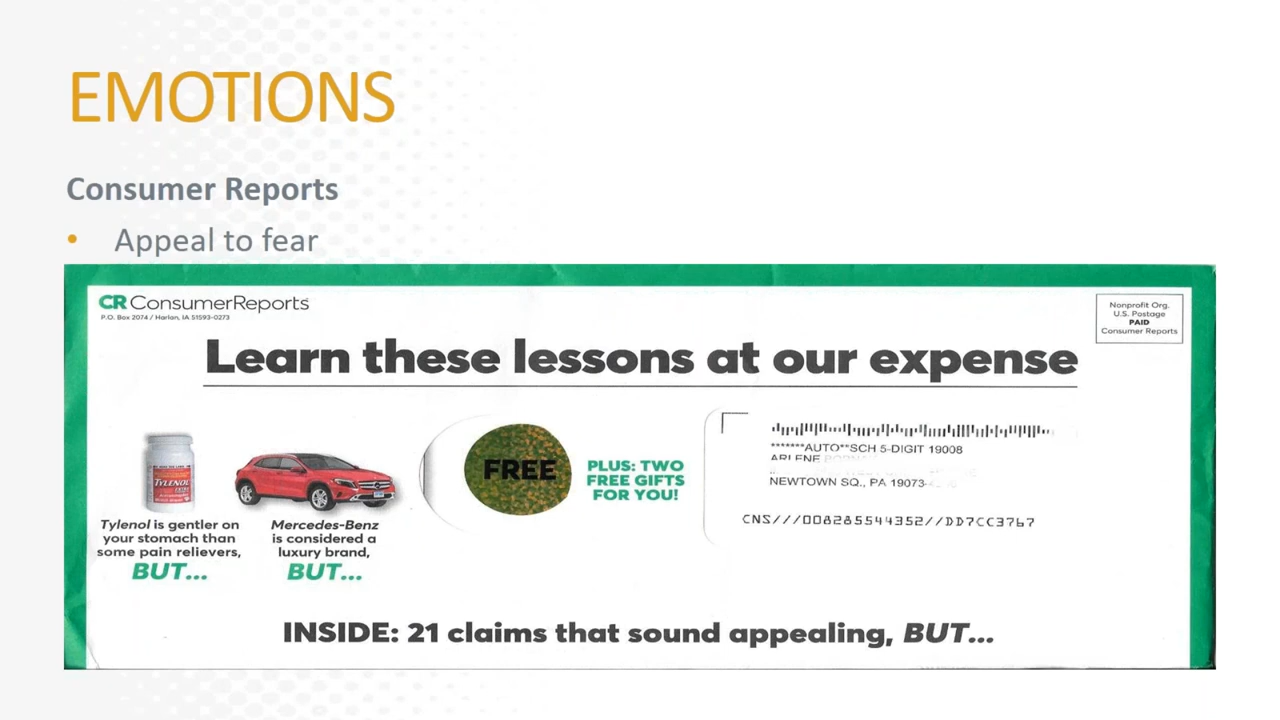 EMOTIONS
Consumer Reports
• Appeal to fear
CR ConsumerReports
P.O. Box 2074 / Harlan, IA 51593-0273
Nonprofit Org.
U.S. Postage
PAID
Consumer Reports
Learn these lessons at our expense
TYLENOL
Tylenol is gentler on
your stomach than
some pain relievers,
BUT...
Mercedes-Benz
is considered a
luxury brand,
BUT...
FREE
PLUS: TWO
FREE GIFTS
FOR YOU!
*******AUTO**SCH 5-DIGIT 19008
ARLENE
NEWTOWN SQ., PA 19073-
CNS///008285544352//DD7CC3767
INSIDE: 21 claims that sound appealing, BUT...